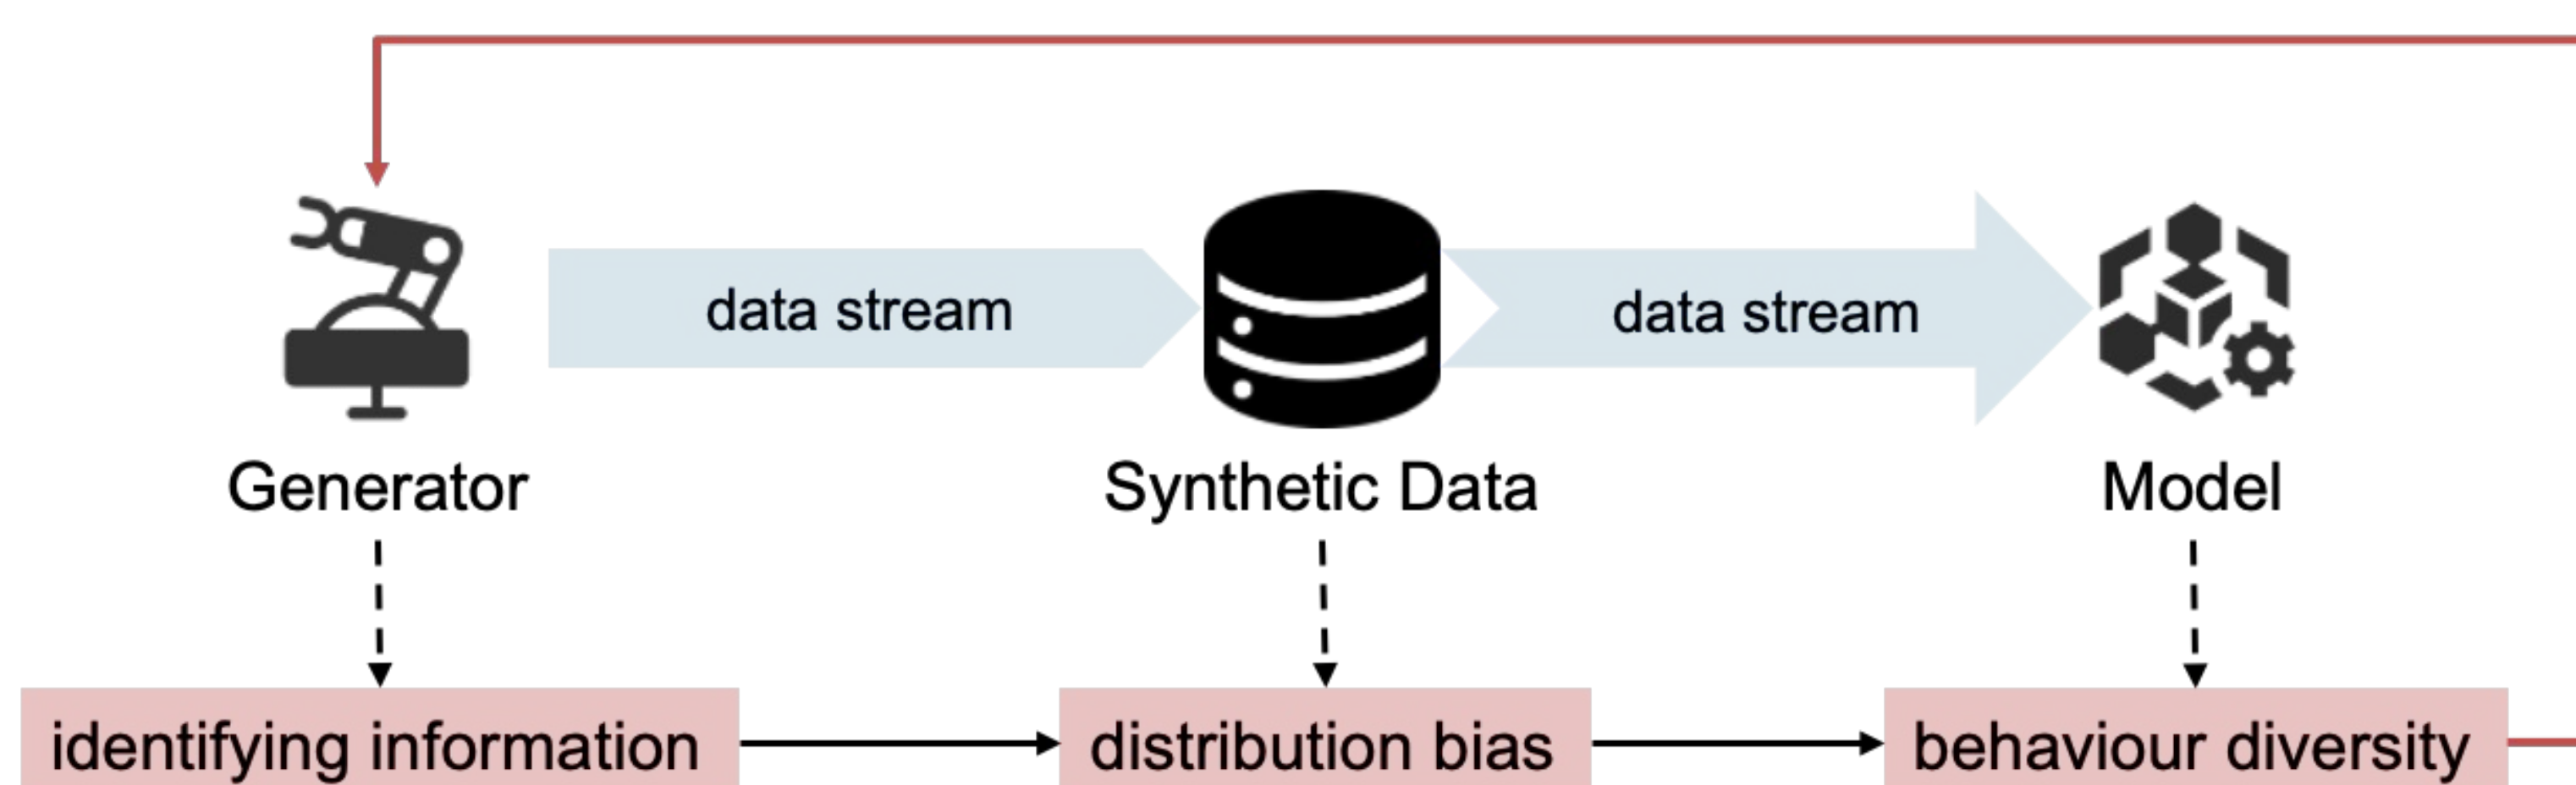 data stream
data stream
Generator
Synthetic Data
Model
identifying information
distribution bias
behaviour diversity